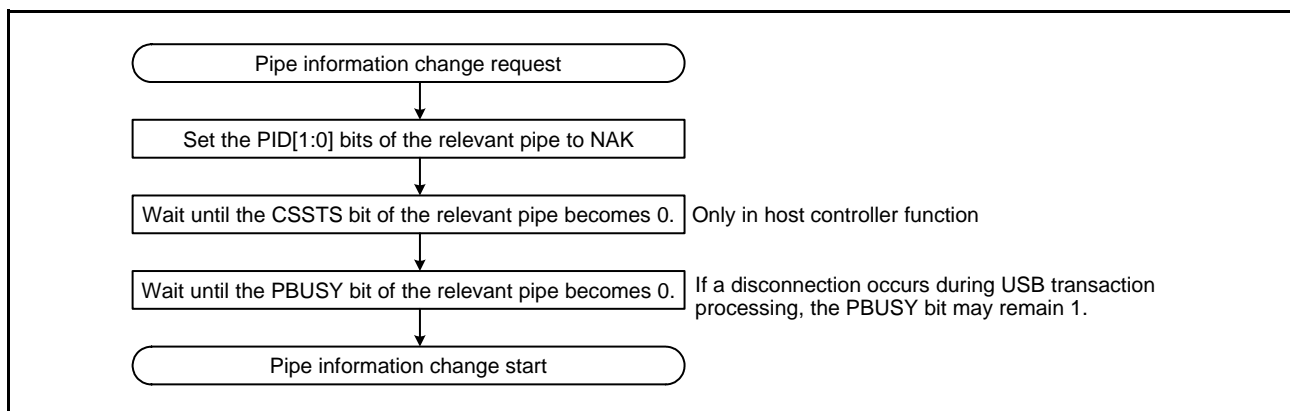 Pipe information change request
Set the PID[1:0] bits of the relevant pipe to NAK
Wait until the CSSTS bit of the relevant pipe becomes 0.
Only in host controller function
Wait until the PBUSY bit of the relevant pipe becomes 0.
If a disconnection occurs during USB transaction
processing, the PBUSY bit may remain 1.
Pipe information change start